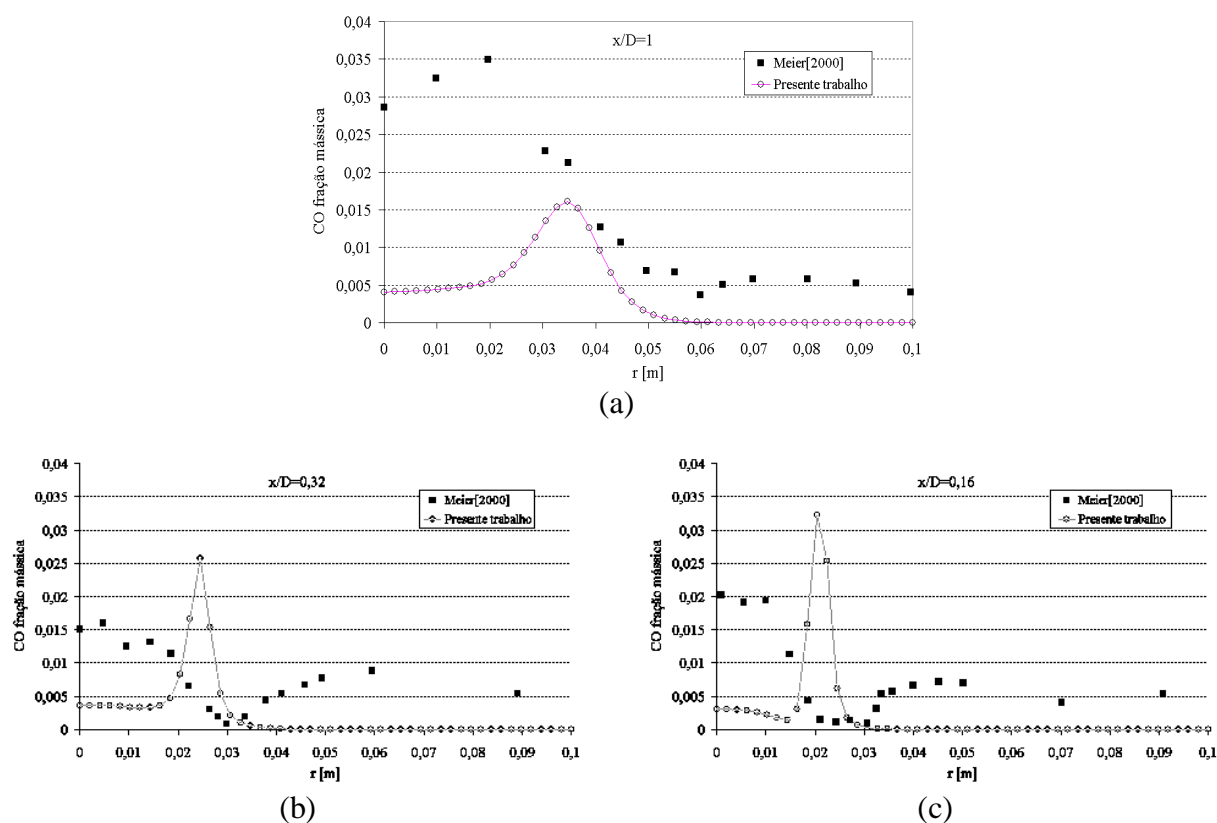 0,04
x/D=1
0,035
Meier[2000]
Presente trabalho
0,03
0,025
0,02
0,015
0,01
0,005
0
CO fração mássica
0 0,01 0,02 0,03 0,04 0,05 0,06 0,07 0,08 0,09 0,1
r [m]
(a)
0,04
x/D=0,32
0,035
Meier[2000]
Presente trabalho
0,03
0,025
0,02
0,015
0,01
0,005
0
CO fração mássica
0 0,01 0,02 0,03 0,04 0,05 0,06 0,07 0,08 0,09 0,1
r [m]
(b)
0,04
x/D=0,16
0,035
Meier[2000]
Presente trabalho
0,03
0,025
0,02
0,015
0,01
0,005
0
CO fração mássica
0 0,01 0,02 0,03 0,04 0,05 0,06 0,07 0,08 0,09 0,1
r [m]
(c)